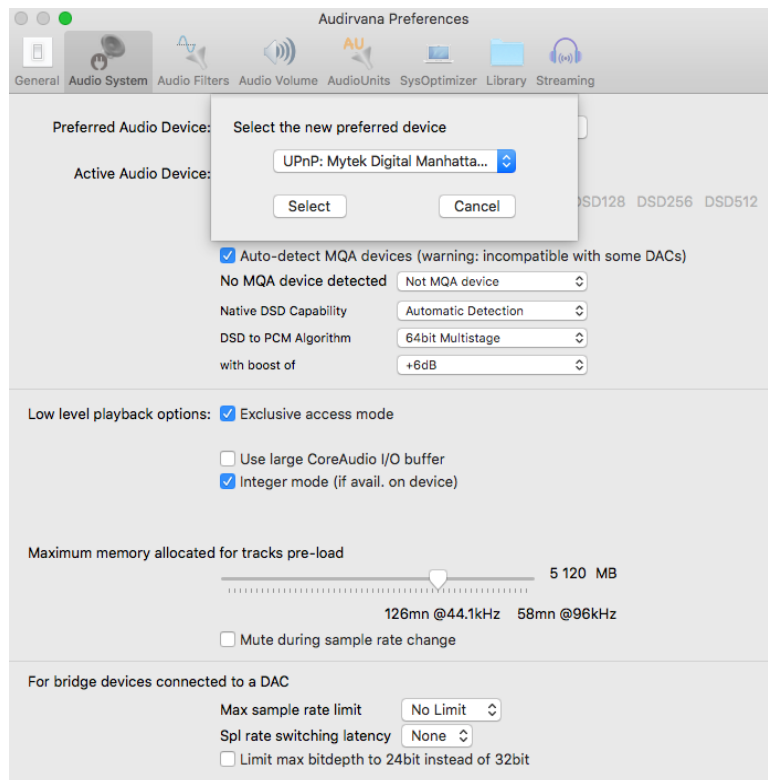 Audirvana Preferences
General Audio System Audio Filters Audio Volume AudioUnits SysOptimizer Library Streaming
AU
Preferred Audio Device:
Select the new preferred device
UPnP: Mytek Digital Manhatta...
Active Audio Device:
Select Cancel
DSD128 DSD256 DSD512
Auto-detect MQA devices (warning: incompatible with some DACs)
No MQA device detected Not MQA device
Native DSD Capability Automatic Detection
DSD to PCM Algorithm 64bit Multistage
with boost of +6dB
Low level playback options: Exclusive access mode
Use large CoreAudio I/O buffer
Integer mode (if avail. on device)
Maximum memory allocated for tracks pre-load
5 120 MB
126mn @44.1kHz 58mn @96kHz
Mute during sample rate change
For bridge devices connected to a DAC
Max sample rate limit No Limit
Spl rate switching latency None
Limit max bitdepth to 24bit instead of 32bit